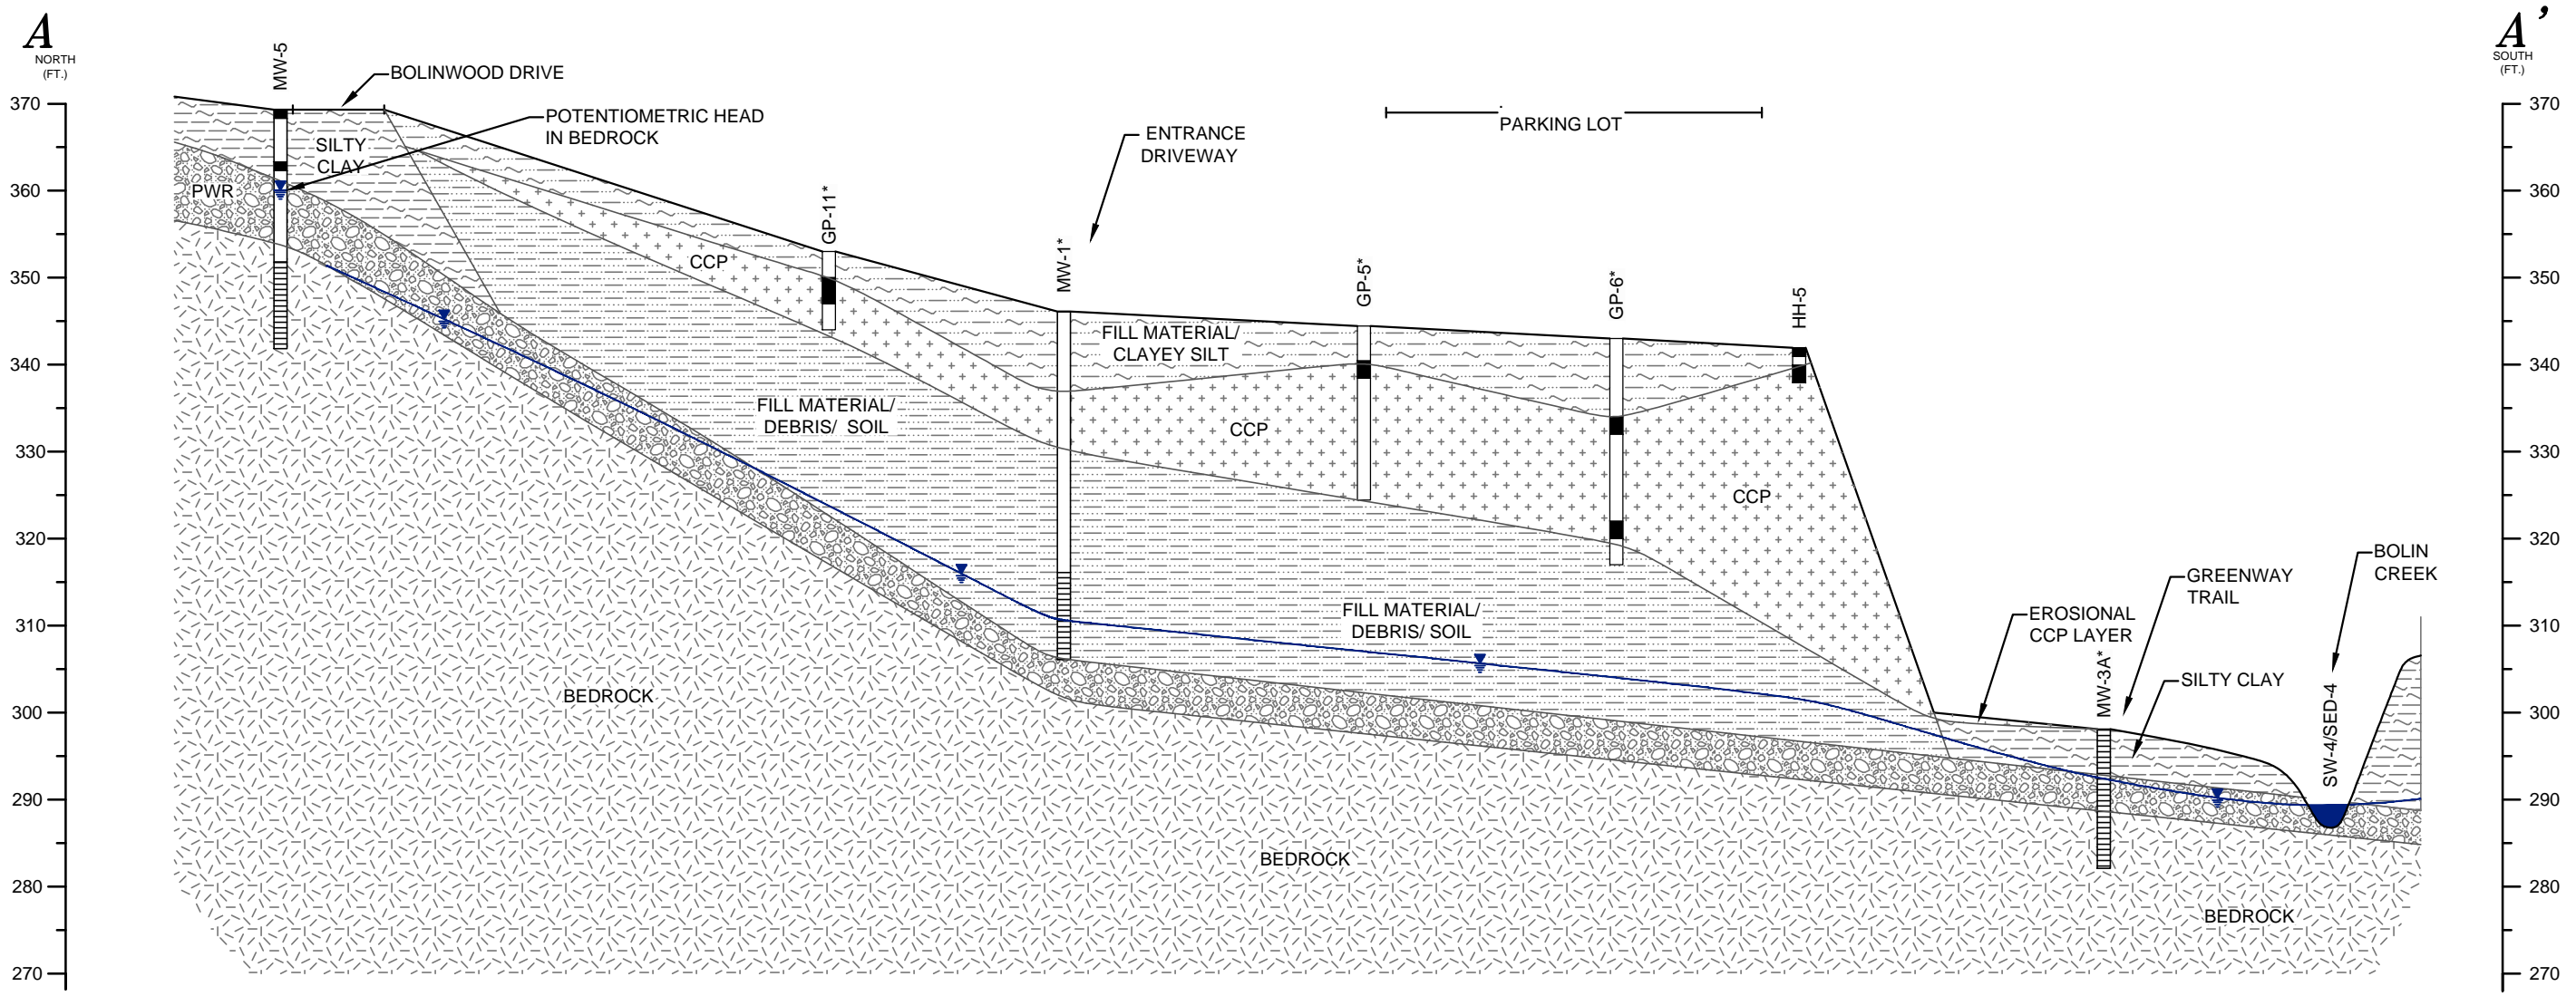 A
NORTH
(FT.)
A'
SOUTH
(FT.)
MW-5
BOLINWOOD DRIVE
POTENTIOMETRIC HEAD
IN BEDROCK
ENTRANCE
DRIVEWAY
PARKING LOT
370
360
350
340
330
320
310
300
290
280
270
370
360
350
340
330
320
310
300
290
280
270
SILTY
CLAY
PWR
GP-11*
MW-1*
GP-5*
GP-6*
HH-5
CCP
FILL MATERIAL/
CLAYEY SILT
FILL MATERIAL/
DEBRIS/ SOIL
CCP
CCP
FILL MATERIAL/
DEBRIS/ SOIL
BOLIN
CREEK
GREENWAY
TRAIL
EROSIONAL
CCP LAYER
MW-3A*
SILTY CLAY
SW-4/SED-4
BEDROCK
BEDROCK
BEDROCK